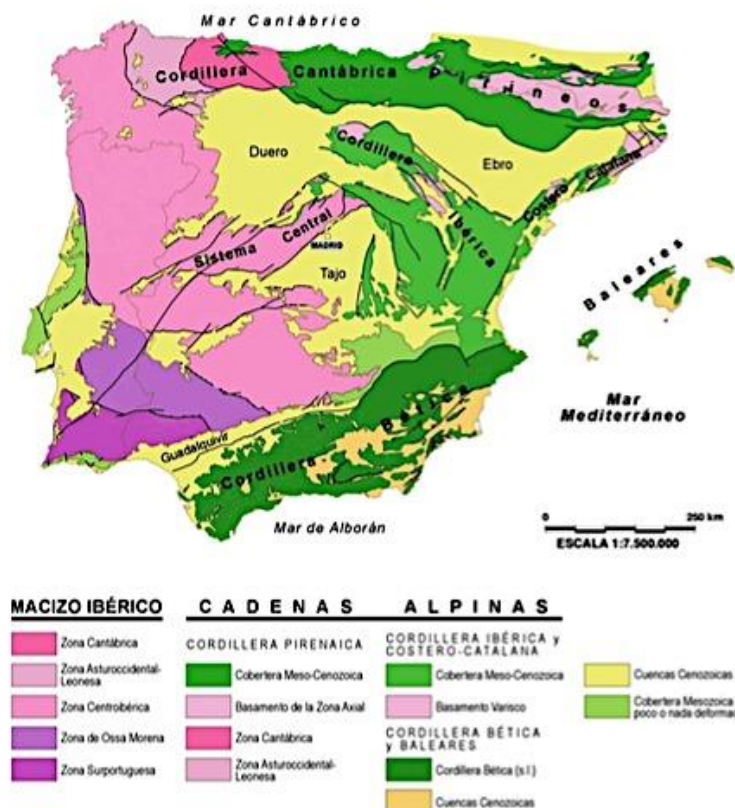 Mar Cantábrico
Cordillera Cantábrica
Pirineos
Duero
Cordillera Ibérica
Ebro
Costero Catalana
Sistema Central
MADRID
Tajo
Baleares
Mar
Mediterráneo
Guadalquivir
Cordillera Bética
Mar de Alborán
0 250 km
ESCALA 1:7.500.000
MACIZO IBÉRICO
Zona Cantábrica
Zona Asturoccidental-
Leonesa
Zona Centroibérica
Zona de Ossa Morena
Zona Surportuguesa
CADENAS ALPINAS
CORDILLERA PIRENAICA
Cobertera Meso-Cenozoica
Basamento de la Zona Axial
Zona Cantábrica
Zona Asturoccidental-
Leonesa
CORDILLERA IBÉRICA y
COSTERO-CATALANA
Cobertera Meso-Cenozoica
Basamento Varisco
CORDILLERA BÉTICA
y BALEARES
Cordillera Bética (s.l.)
Cuencas Cenozoicas
Cuencas Cenozoicas
Cobertera Mesozoica
poco o nada deforma